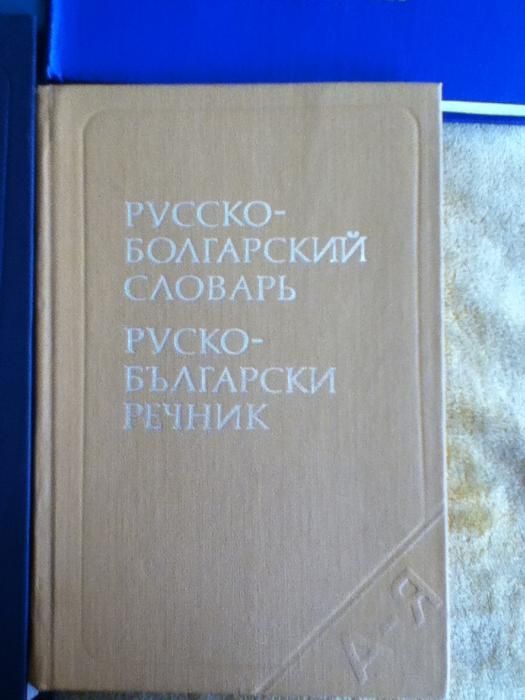 РУССКО-
БОЛГАРСКИЙ
СЛОВАРЬ
РУСКО-
БЪЛГАРСКИ
РЕЧНИК
А-Я